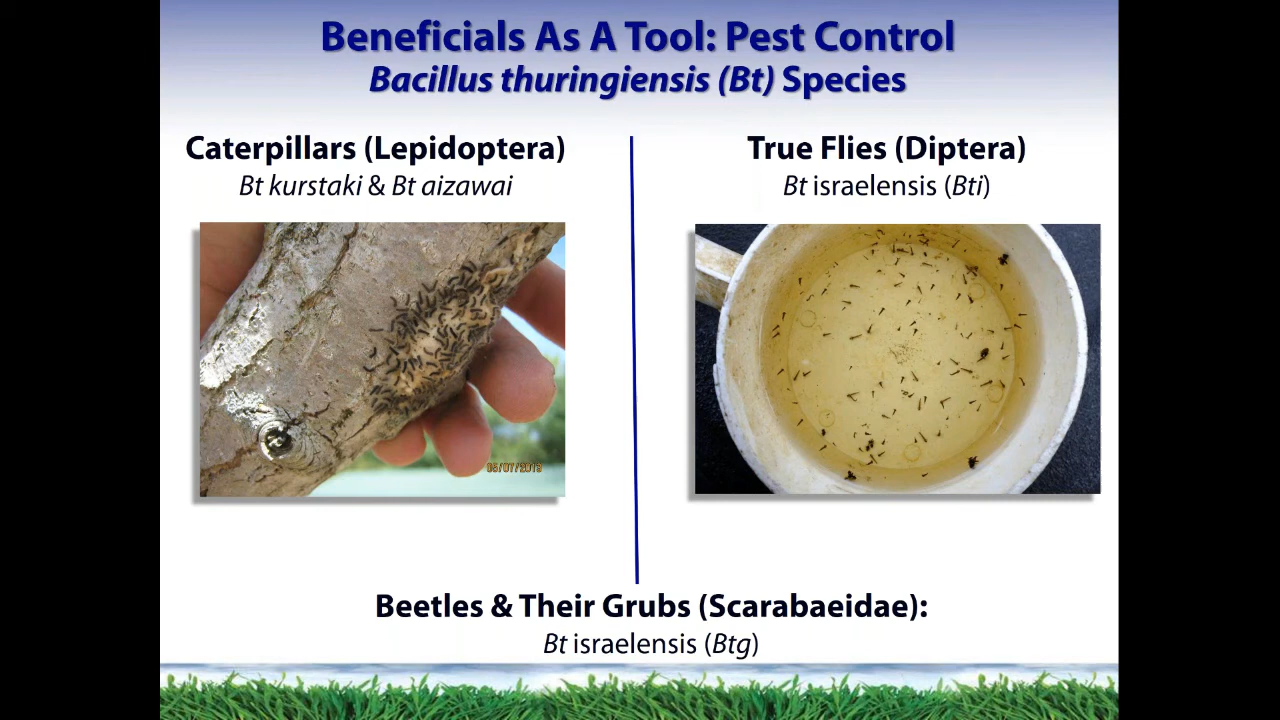 Beneficials As A Tool: Pest Control
Bacillus thuringiensis (Bt) Species
Caterpillars (Lepidoptera)
Bt kurstaki & Bt aizawai
True Flies (Diptera)
Bt israelensis (Bti)
05/07/2013
Beetles & Their Grubs (Scarabaeidae):
Bt israelensis (Btg)